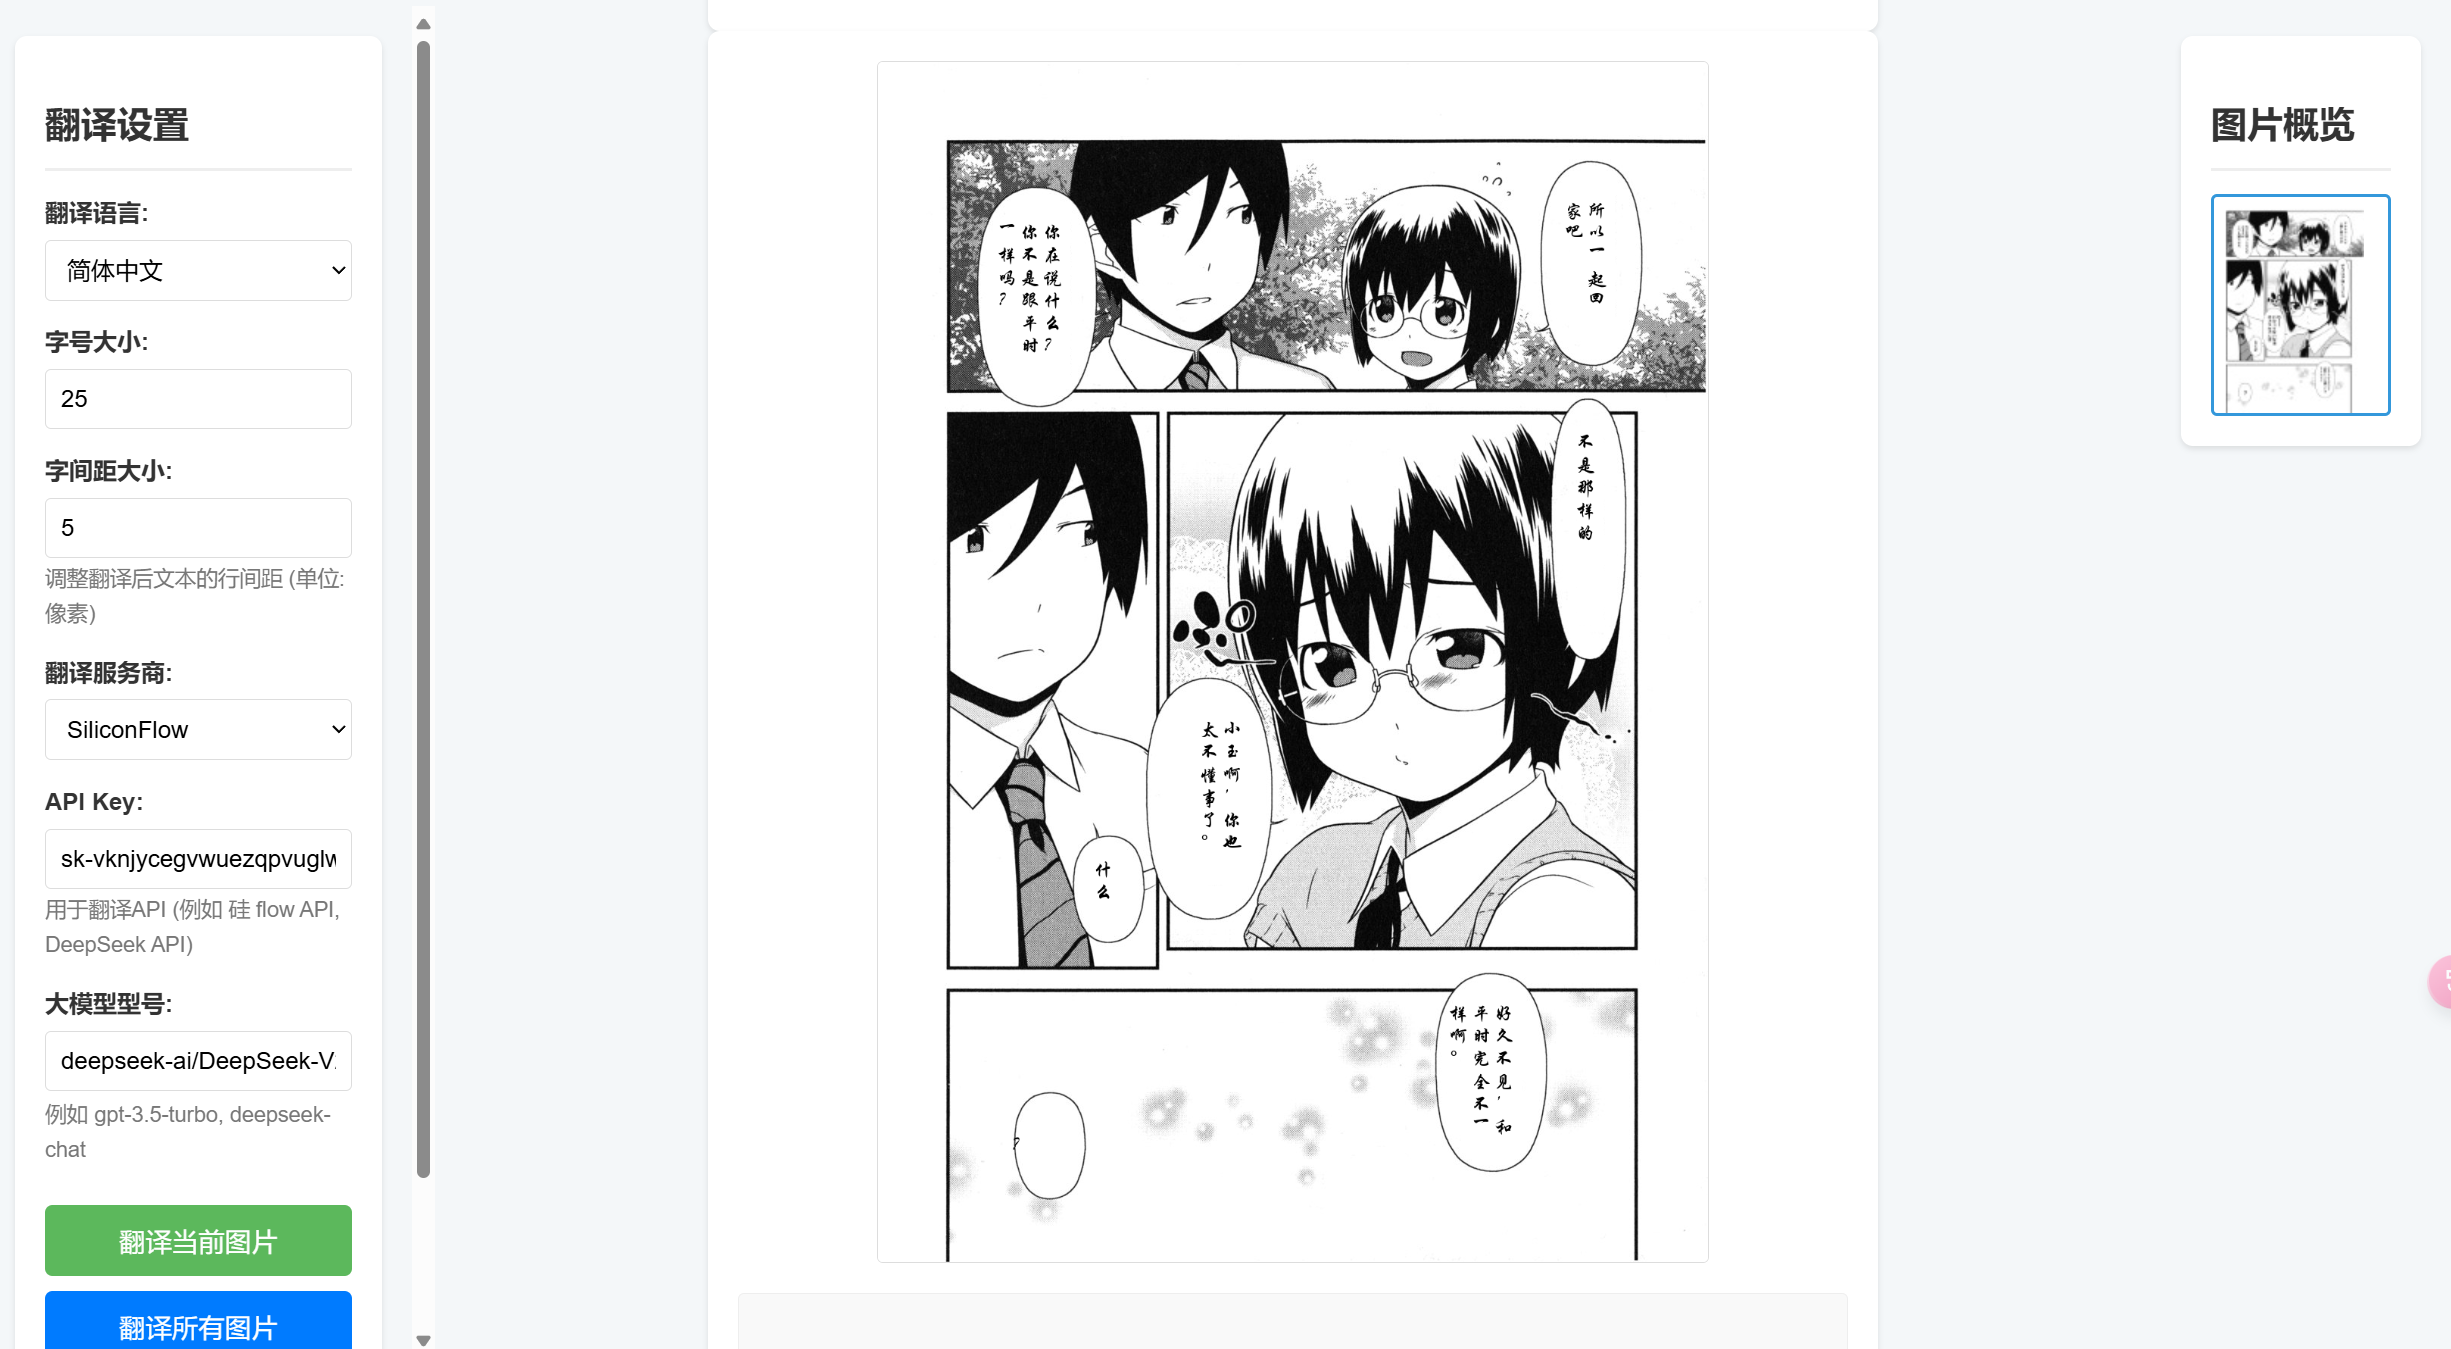 翻译设置
翻译语言:
简体中文
字号大小:
25
字间距大小:
5
调整翻译后文本的行间距 (单位:
像素)
翻译服务商:
SiliconFlow
API Key:
sk-vknjycegvwuezqpvuglw
用于翻译API (例如 硅 flow API,
DeepSeek API)
大模型型号:
deepseek-ai/DeepSeek-V
例如 gpt-3.5-turbo, deepseek-
chat
翻译当前图片
翻译所有图片
所以一起回
家吧
你在说什么?
你不是跟平时
一样吗?
不是那样的
小玉啊，你也
太不懂事了。
什么
好久不见，和
平时完全不一
样啊。
?
图片概览